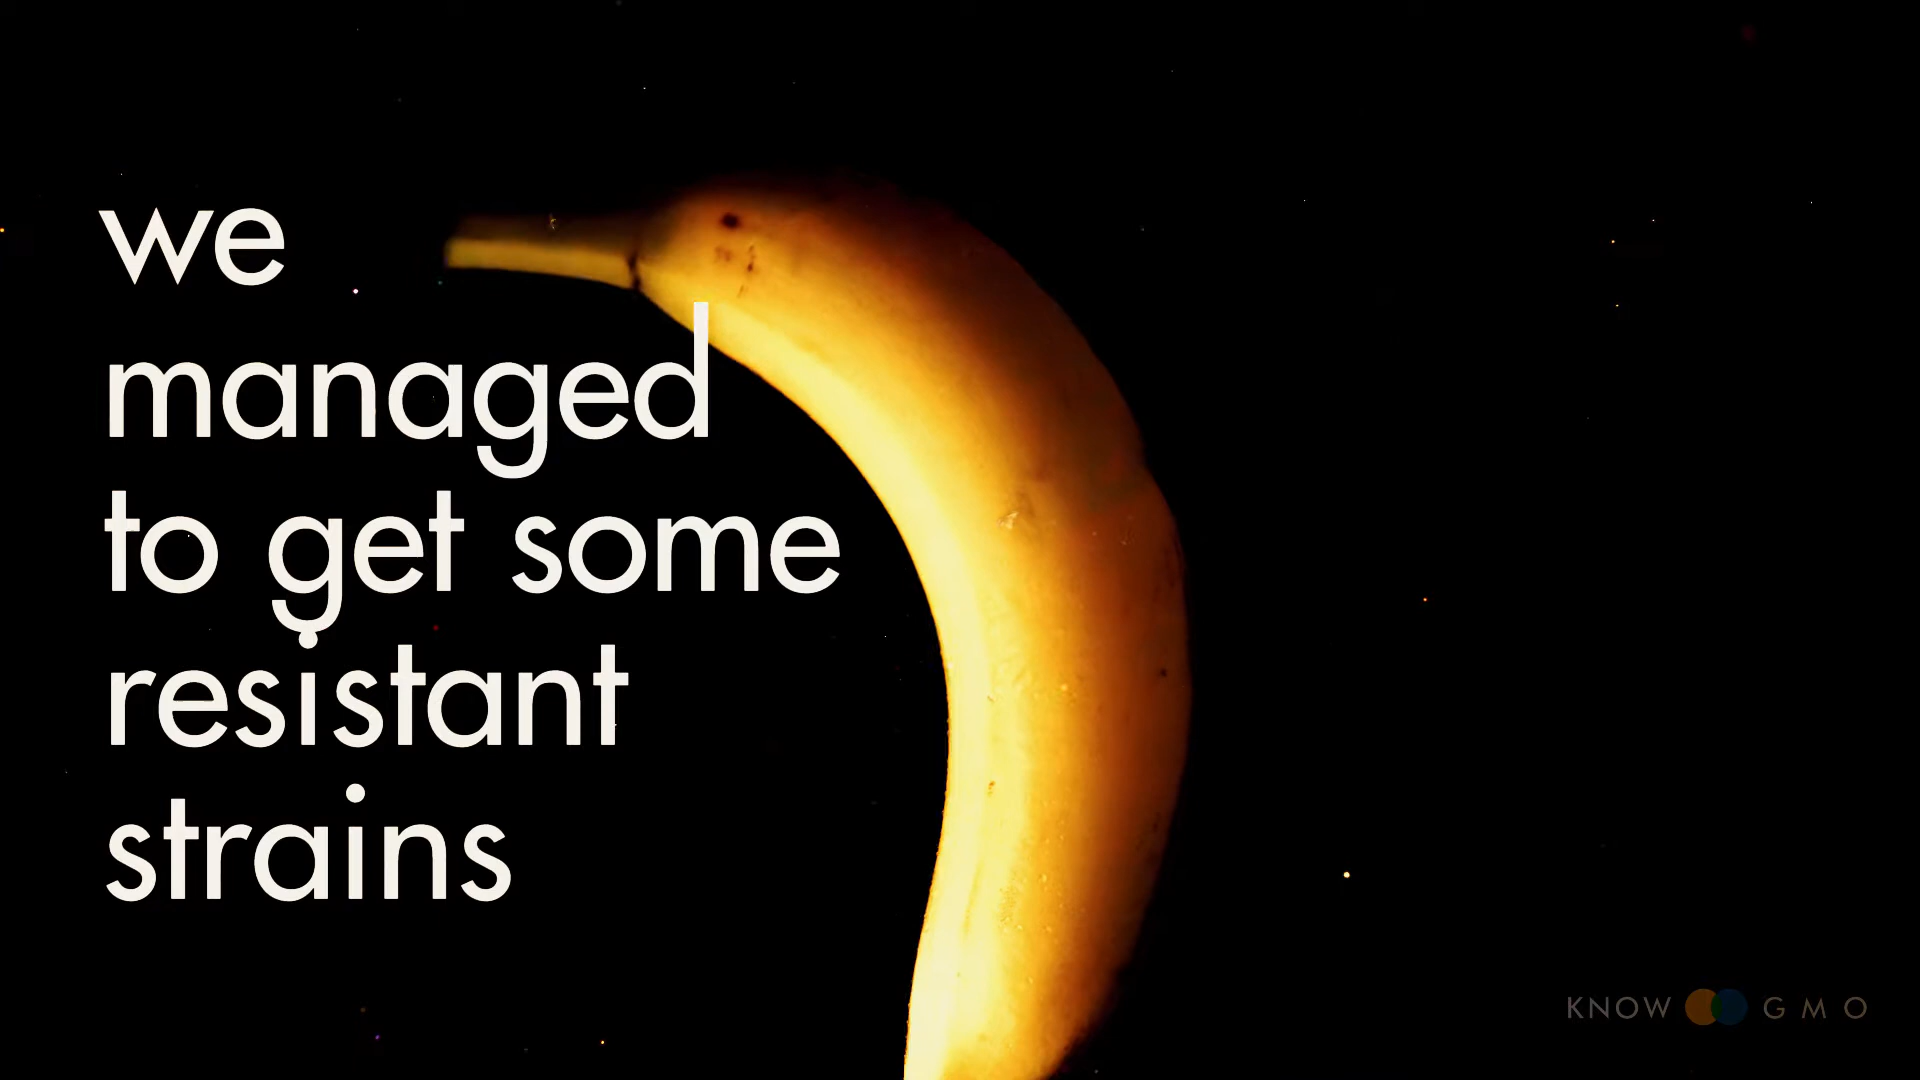 we
managed
to get some
resistant
strains
KNOW GMO